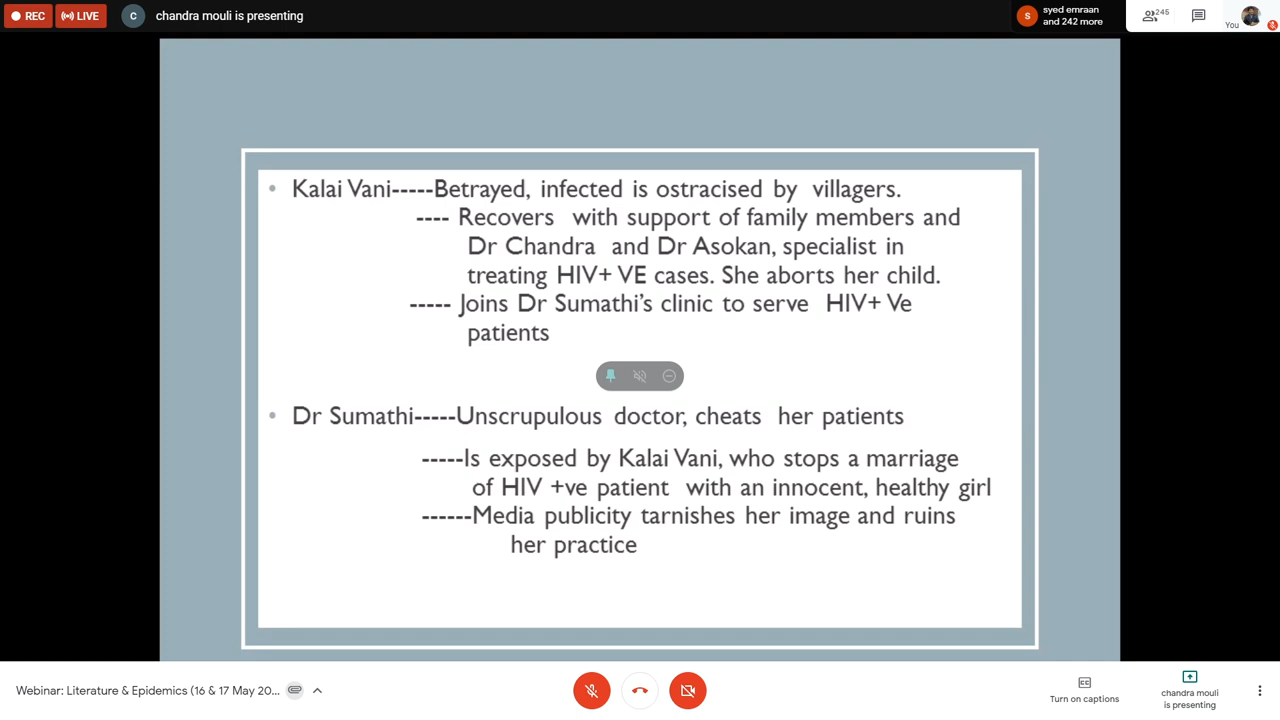 REC
LIVE
C
chandra mouli is presenting
S
syed emraan
and 242 more
245
You
Kalai Vani-----Betrayed, infected is ostracised by villagers.
---- Recovers with support of family members and
Dr Chandra and Dr Asokan, specialist in
treating HIV+ VE cases. She aborts her child.
----- Joins Dr Sumathi’s clinic to serve HIV+ Ve
patients
Dr Sumathi-----Unscrupulous doctor, cheats her patients
-----Is exposed by Kalai Vani, who stops a marriage
of HIV +ve patient with an innocent, healthy girl
------Media publicity tarnishes her image and ruins
her practice
Webinar: Literature & Epidemics (16 & 17 May 20...
Turn on captions
chandra mouli
is presenting